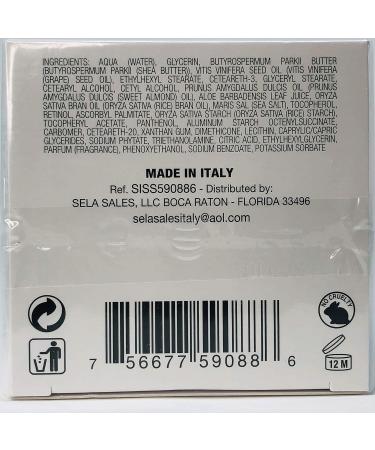 INGREDIENTS: AQUA (WATER), GLYCERIN, BUTYROSPERMUM PARKII BUTTER
(BUTYROSPERMUM PARKII (SHEA BUTTER)), VITIS VINIFERA SEED OIL (VITIS VINIFERA
(GRAPE) SEED OIL), ETHYLHEXYL STEARATE, CETEARETH-3, GLYCERYL STEARATE,
CETEARYL ALCOHOL, CETYL ALCOHOL, PRUNUS AMYGDALUS DULCIS OIL (PRUNUS
AMYGDALUS DULCIS (SWEET ALMOND) OIL), ALOE BARBADENSIS LEAF JUICE, ORYZA
SATIVA BRAN OIL (ORYZA SATIVA (RICE) BRAN OIL), MARIS SAL (SEA SALT), TOCOPHEROL,
RETINOL, ASCORBYL PALMITATE, ORYZA SATIVA STARCH (ORYZA SATIVA (RICE) STARCH),
TOCOPHERYL ACETATE, PANTHENOL, ALUMINUM STARCH OCTENYLSUCCINATE,
CARBOMER, CETEARETH-20, XANTHAN GUM, DIMETHICONE, LECITHIN, CAPRYLIC/CAPRIC
GLYCERIDES, SODIUM PHYTATE, TRIETHANOLAMINE, CITRIC ACID, ETHYLHEXYLGLYCERIN,
PARFUM (FRAGRANCE), PHENOXYETHANOL, SODIUM BENZOATE, POTASSIUM SORBATE
MADE IN ITALY
Ref. SISS590886 - Distributed by:
SELA SALES, LLC BOCA RATON - FLORIDA 33496
selasalesitaly@aol.com
NO CRUELTY
12 M
7 56677 59088 6